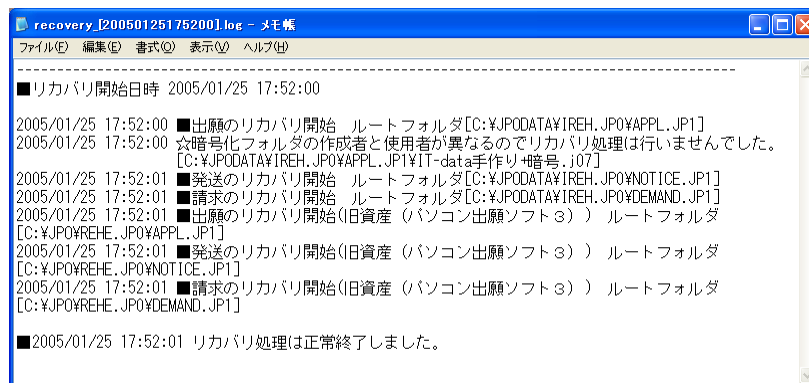 recovery_[20050125175200].log - メモ帳
ファイル(F) 編集(E) 書式(O) 表示(V) ヘルプ(H)
-----------------------------------------------------------------------------------------
■リカバリ開始日時 2005/01/25 17:52:00
2005/01/25 17:52:00 ■出願のリカバリ開始 ルートフォルダ[C:¥JPODATA¥IREH.JPO¥APPL.JP1]
2005/01/25 17:52:00 ☆暗号化フォルダの作成者と使用者が異なるのでリカバリ処理は行いませんでした。
[C:¥JPODATA¥IREH.JPO¥APPL.JP1¥IT-data手作り+暗号.j07]
2005/01/25 17:52:01 ■発送のリカバリ開始 ルートフォルダ[C:¥JPODATA¥IREH.JPO¥NOTICE.JP1]
2005/01/25 17:52:01 ■請求のリカバリ開始 ルートフォルダ[C:¥JPODATA¥IREH.JPO¥DEMAND.JP1]
2005/01/25 17:52:01 ■出願のリカバリ開始(旧資産（パソコン出願ソフト３）) ルートフォルダ
[C:¥JPO¥REHE.JPO¥APPL.JP1]
2005/01/25 17:52:01 ■発送のリカバリ開始(旧資産（パソコン出願ソフト３）) ルートフォルダ
[C:¥JPO¥REHE.JPO¥NOTICE.JP1]
2005/01/25 17:52:01 ■請求のリカバリ開始(旧資産（パソコン出願ソフト３）) ルートフォルダ
[C:¥JPO¥REHE.JPO¥DEMAND.JP1]
■2005/01/25 17:52:01 リカバリ処理は正常終了しました。